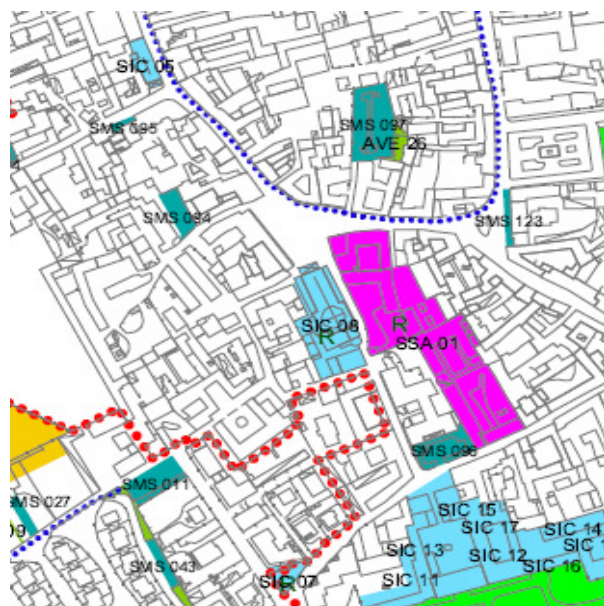 SIC 05
SMS 095
SMS 097
AVE 26
SMS 094
SMS 123
SIC 08
R
R
SSA 01
SMS 096
SMS 011
SMS 027
09
SIC 15
SIC 17
SIC 14
SIC 13
SIC 12
SIC 16
SIC 11
SMS 043
SIC 07